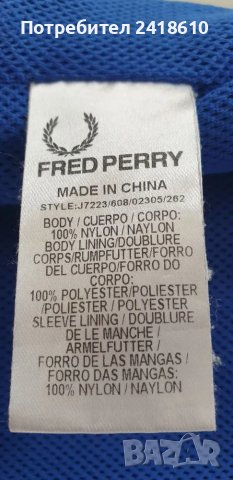 Потребител 2418610
FRED PERRY
MADE IN CHINA
STYLE:J7223/608/02305/262
BODY / CUERPO / CORPO:
100% NYLON / NAYLON
BODY LINING/DOUBLURE
CORPS/RUMPFUTTER/FORRO
DEL CUERPO/FORRO DO
CORPO:
100% POLYESTER/POLIESTER
/POLIESTER / POLYESTER
SLEEVE LINING / DOUBLURE
DE LE MANCHE /
ARMELFUTTER /
FORRO DE LAS MANGAS /
FORRO DAS MANGAS:
100% NYLON / NAYLON
BAZAR